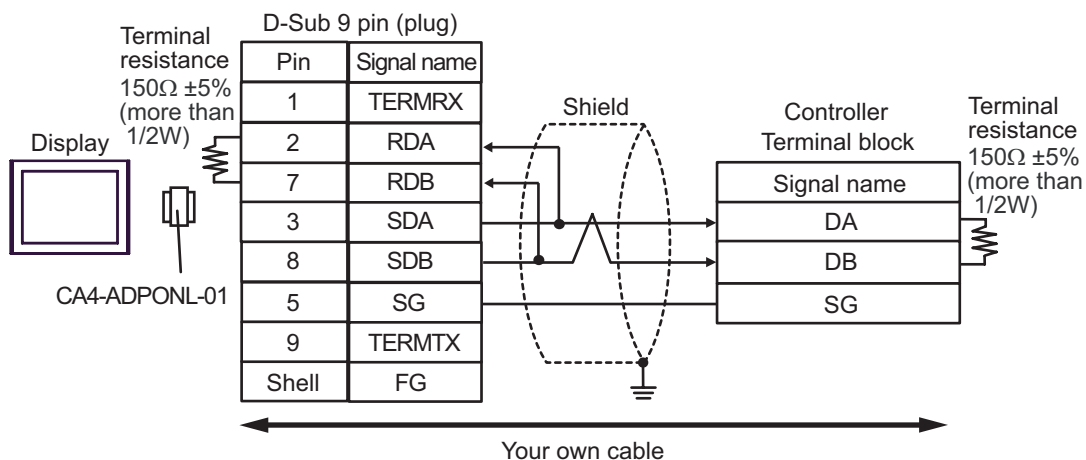 D-Sub 9 pin (plug)
Terminal
resistance
150Ω ±5%
(more than
1/2W)
Display
CA4-ADPONL-01
Pin Signal name
1 TERMRX
2 RDA
7 RDB
3 SDA
8 SDB
5 SG
9 TERMTX
Shell FG
Shield
Controller
Terminal block
Signal name
DA
DB
SG
Terminal
resistance
150Ω ±5%
(more than
1/2W)
Your own cable